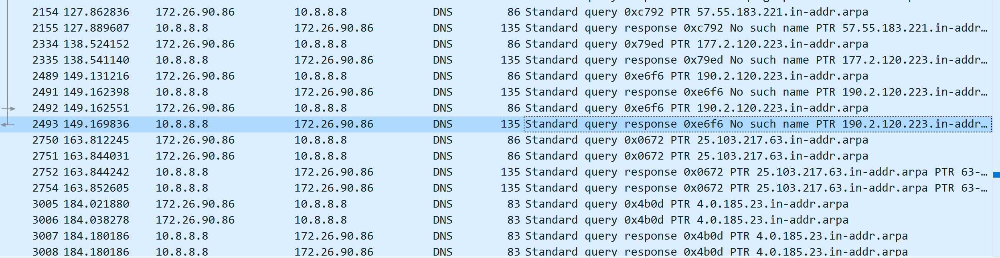 2154 127.862836 172.26.90.86 10.8.8.8 DNS 86 Standard query 0xc792 PTR 57.55.183.221.in-addr.arpa
2155 127.889607 10.8.8.8 172.26.90.86 DNS 135 Standard query response 0xc792 No such name PTR 57.55.183.221.in-addr…
2334 138.524152 172.26.90.86 10.8.8.8 DNS 86 Standard query 0x79ed PTR 177.2.120.223.in-addr.arpa
2335 138.541140 10.8.8.8 172.26.90.86 DNS 135 Standard query response 0x79ed No such name PTR 177.2.120.223.in-addr…
2489 149.131216 172.26.90.86 10.8.8.8 DNS 86 Standard query 0xe6f6 PTR 190.2.120.223.in-addr.arpa
2491 149.162398 10.8.8.8 172.26.90.86 DNS 135 Standard query response 0xe6f6 No such name PTR 190.2.120.223.in-addr…
2492 149.162551 172.26.90.86 10.8.8.8 DNS 86 Standard query 0xe6f6 PTR 190.2.120.223.in-addr.arpa
2493 149.169836 10.8.8.8 172.26.90.86 DNS 135 Standard query response 0xe6f6 No such name PTR 190.2.120.223.in-addr…
2750 163.812245 172.26.90.86 10.8.8.8 DNS 86 Standard query 0x0672 PTR 25.103.217.63.in-addr.arpa
2751 163.844031 172.26.90.86 10.8.8.8 DNS 86 Standard query 0x0672 PTR 25.103.217.63.in-addr.arpa
2752 163.844242 10.8.8.8 172.26.90.86 DNS 135 Standard query response 0x0672 PTR 25.103.217.63.in-addr.arpa PTR 63-…
2754 163.852605 10.8.8.8 172.26.90.86 DNS 135 Standard query response 0x0672 PTR 25.103.217.63.in-addr.arpa PTR 63-…
3005 184.021880 172.26.90.86 10.8.8.8 DNS 83 Standard query 0x4b0d PTR 4.0.185.23.in-addr.arpa
3006 184.038278 172.26.90.86 10.8.8.8 DNS 83 Standard query 0x4b0d PTR 4.0.185.23.in-addr.arpa
3007 184.180186 10.8.8.8 172.26.90.86 DNS 83 Standard query response 0x4b0d PTR 4.0.185.23.in-addr.arpa
3008 184.180186 10.8.8.8 172.26.90.86 DNS 83 Standard query response 0x4b0d PTR 4.0.185.23.in-addr.arpa